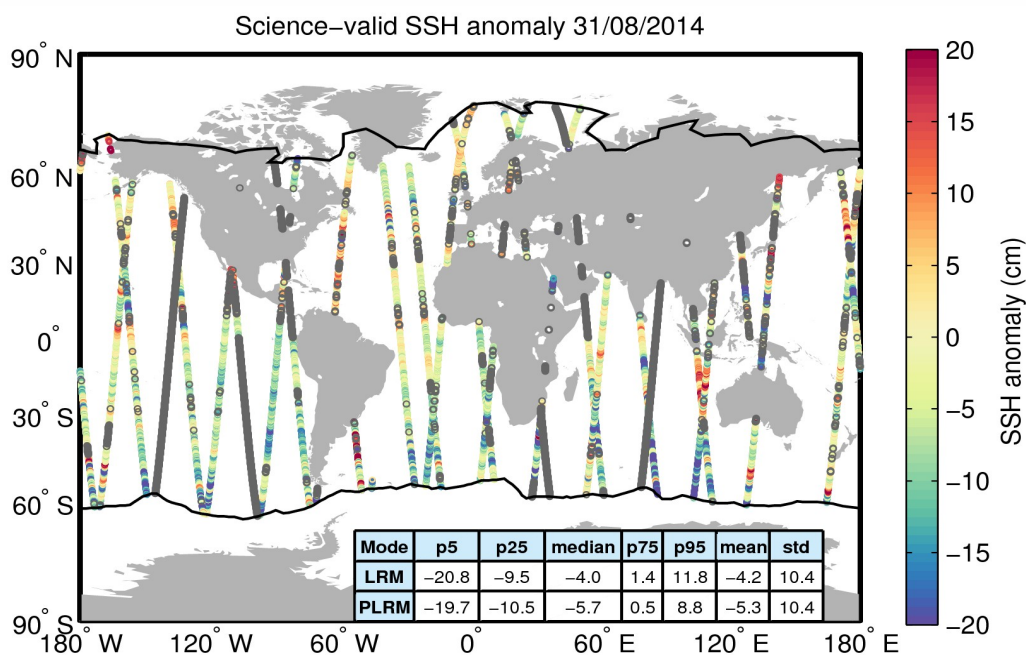 Science−valid SSH anomaly 31/08/2014
90° N
60° N
30° N
0°
30° S
60° S
90° S
180° W
120° W
60° W
0°
60° E
120° E
180° E
20
15
10
5
0
−5
−10
−15
−20
SSH anomaly (cm)
Mode p5 p25 median p75 p95 mean std
LRM −20.8 −9.5 −4.0 1.4 11.8 −4.2 10.4
PLRM −19.7 −10.5 −5.7 0.5 8.8 −5.3 10.4